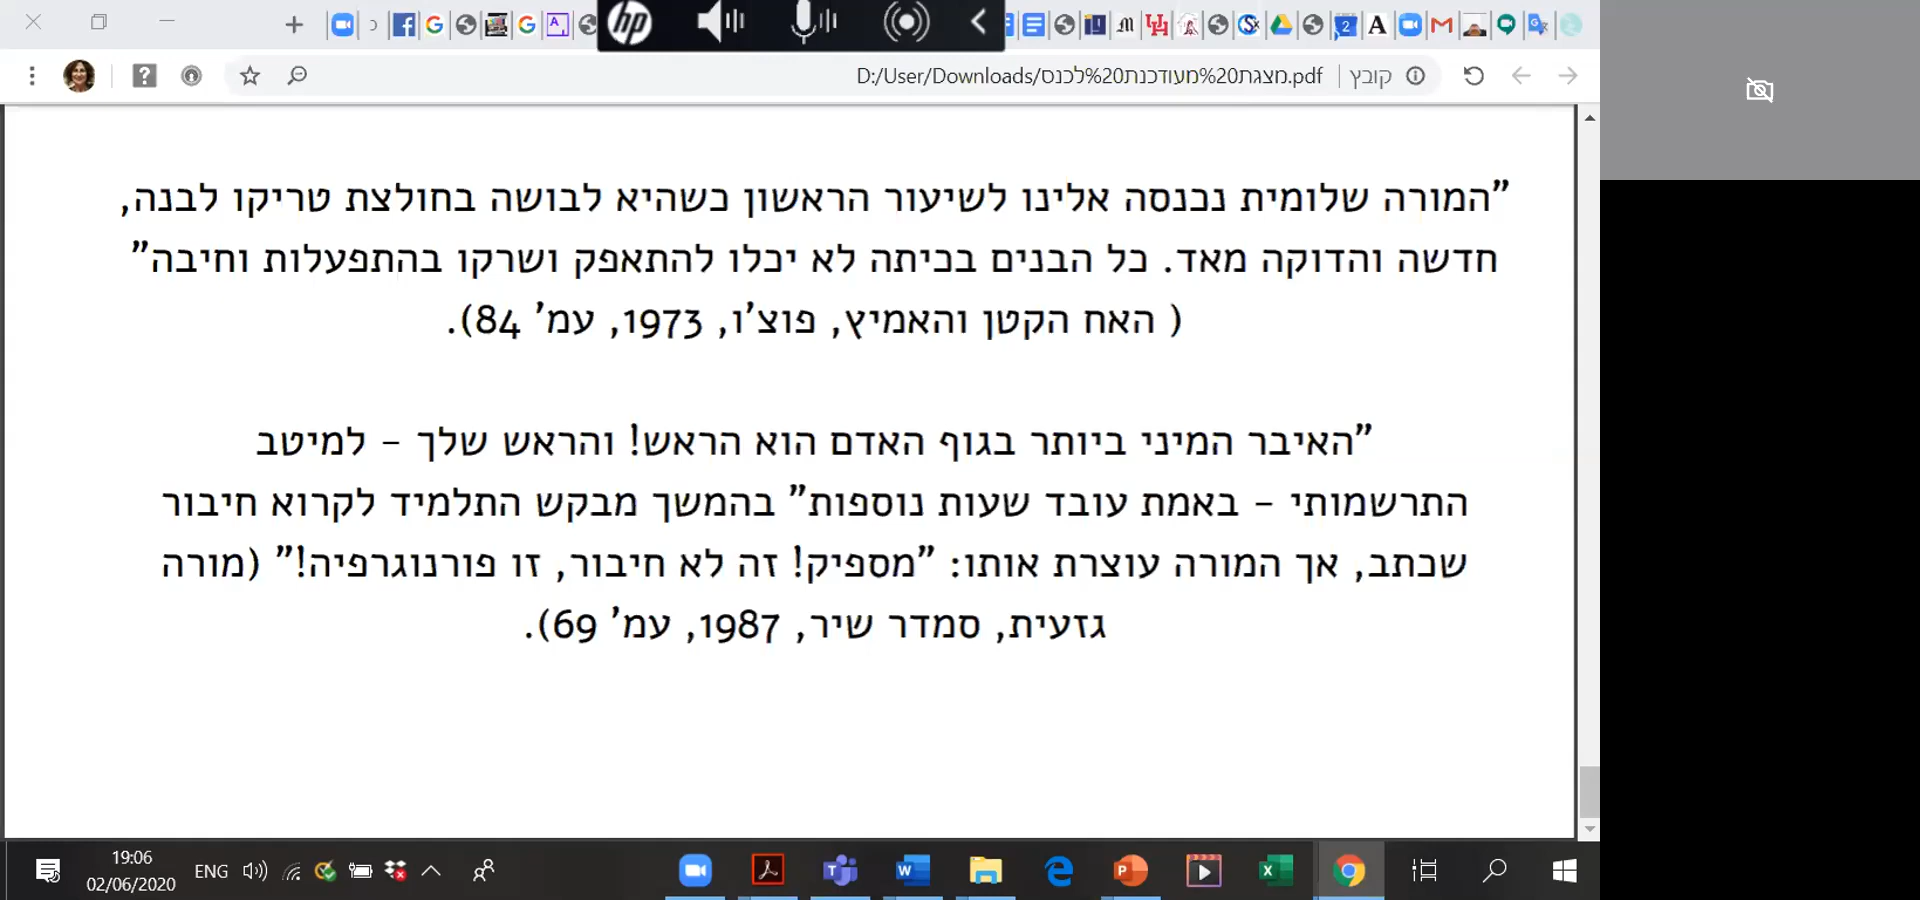 D:/User/Downloads/מצגת%20מעודכנת%20לכנס.pdf
קובץ
"המורה שלומית נכנסה אלינו לשיעור הראשון כשהיא לבושה בחולצת טריקו לבנה,
חדשה והדוקה מאד. כל הבנים בכיתה לא יכלו להתאפק ושרקו בהתפעלות וחיבה"
( האח הקטן והאמיץ, פוצ'ו, 1973, עמ' 84).
"האיבר המיני ביותר בגוף האדם הוא הראש! והראש שלך – למיטב
התרשמותי – באמת עובד שעות נוספות" בהמשך מבקש התלמיד לקרוא חיבור
שכתב, אך המורה עוצרת אותו: "מספיק! זה לא חיבור, זו פורנוגרפיה!" (מורה
גזעית, סמדר שיר, 1987, עמ' 69).
19:06
02/06/2020
ENG